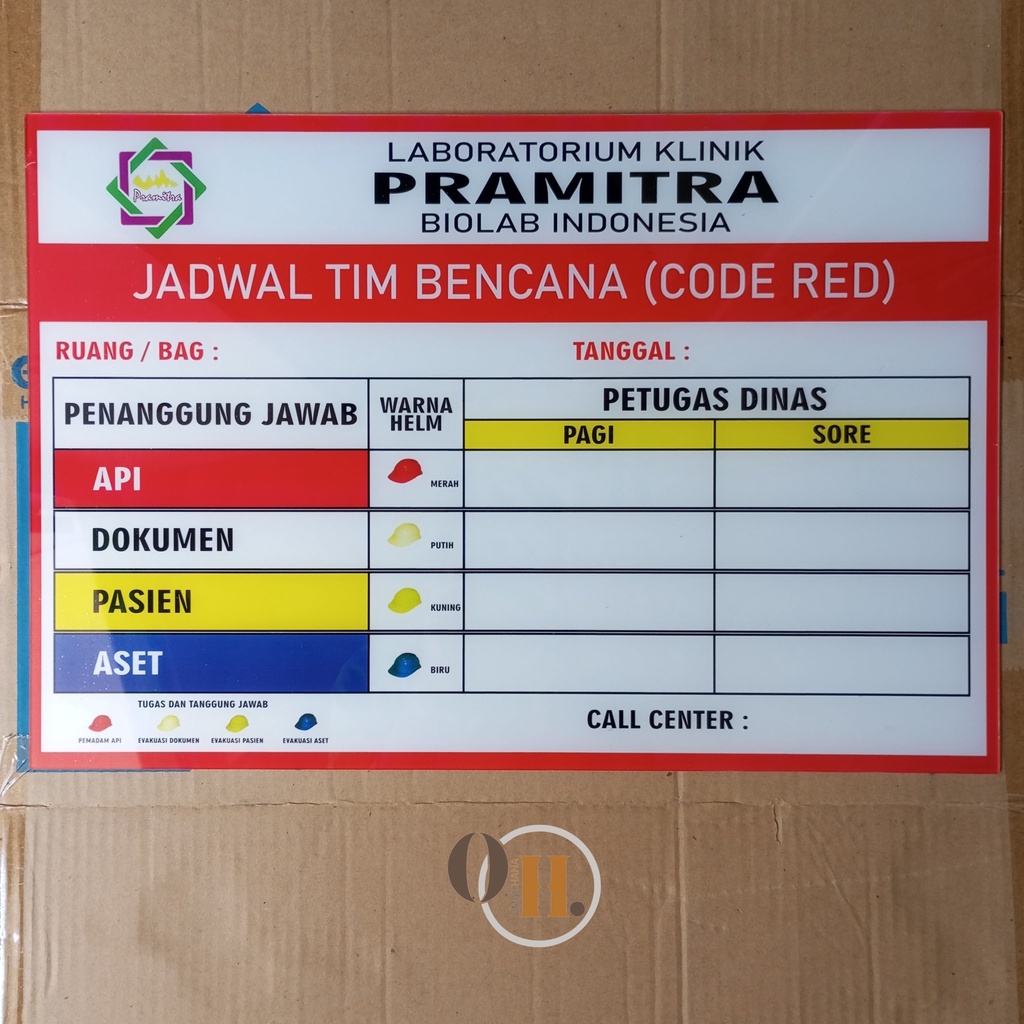 Pramitra
LABORATORIUM KLINIK
PRAMITRA
BIOLAB INDONESIA
JADWAL TIM BENCANA (CODE RED)
RUANG / BAG :
TANGGAL :
PENANGGUNG JAWAB
WARNA
HELM
PETUGAS DINAS
PAGI
SORE
API
MERAH
DOKUMEN
PUTIH
PASIEN
KUNING
ASET
BIRU
TUGAS DAN TANGGUNG JAWAB
PEMADAM API
EVAKUASI DOKUMEN
EVAKUASI PASIEN
EVAKUASI ASET
CALL CENTER :
OH.